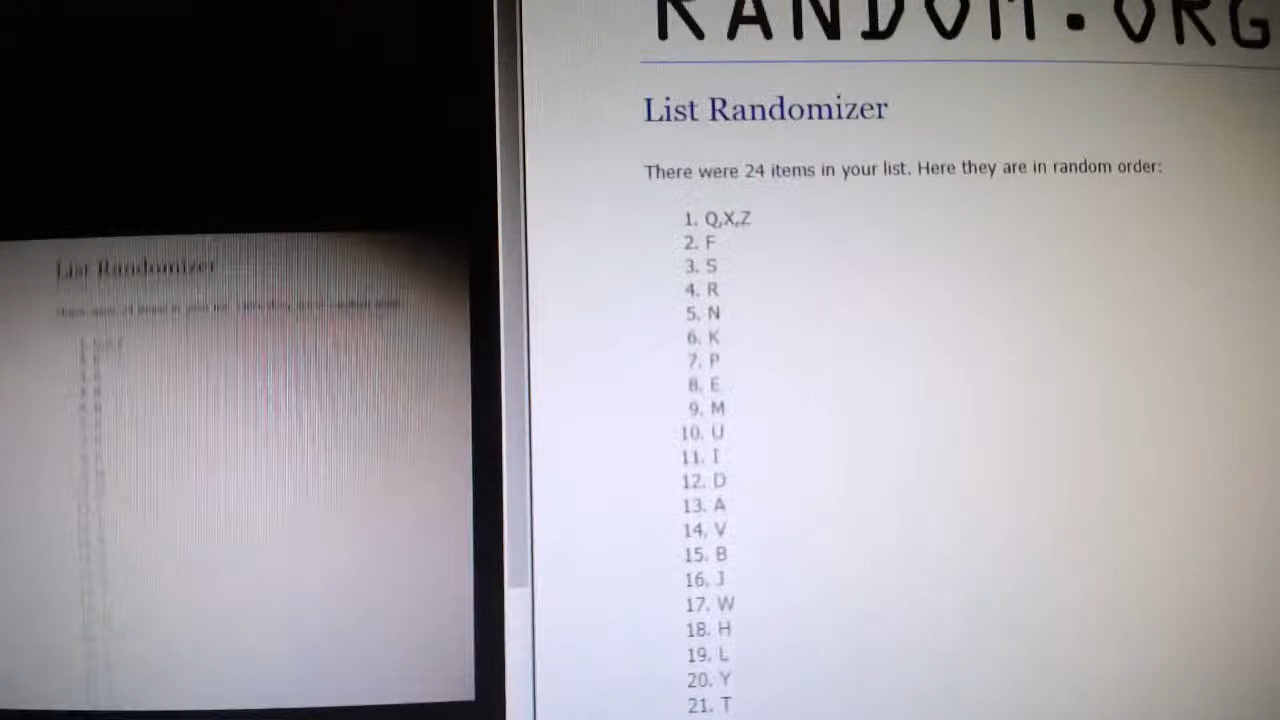 RANDOM.ORG
List Randomizer
There were 24 items in your list. Here they are in random order:
1. Q,X,Z
2. F
3. S
4. R
5. N
6. K
7. P
8. E
9. M
10. U
11. I
12. D
13. A
14. V
15. B
16. J
17. W
18. H
19. L
20. Y
21. T
List Randomizer